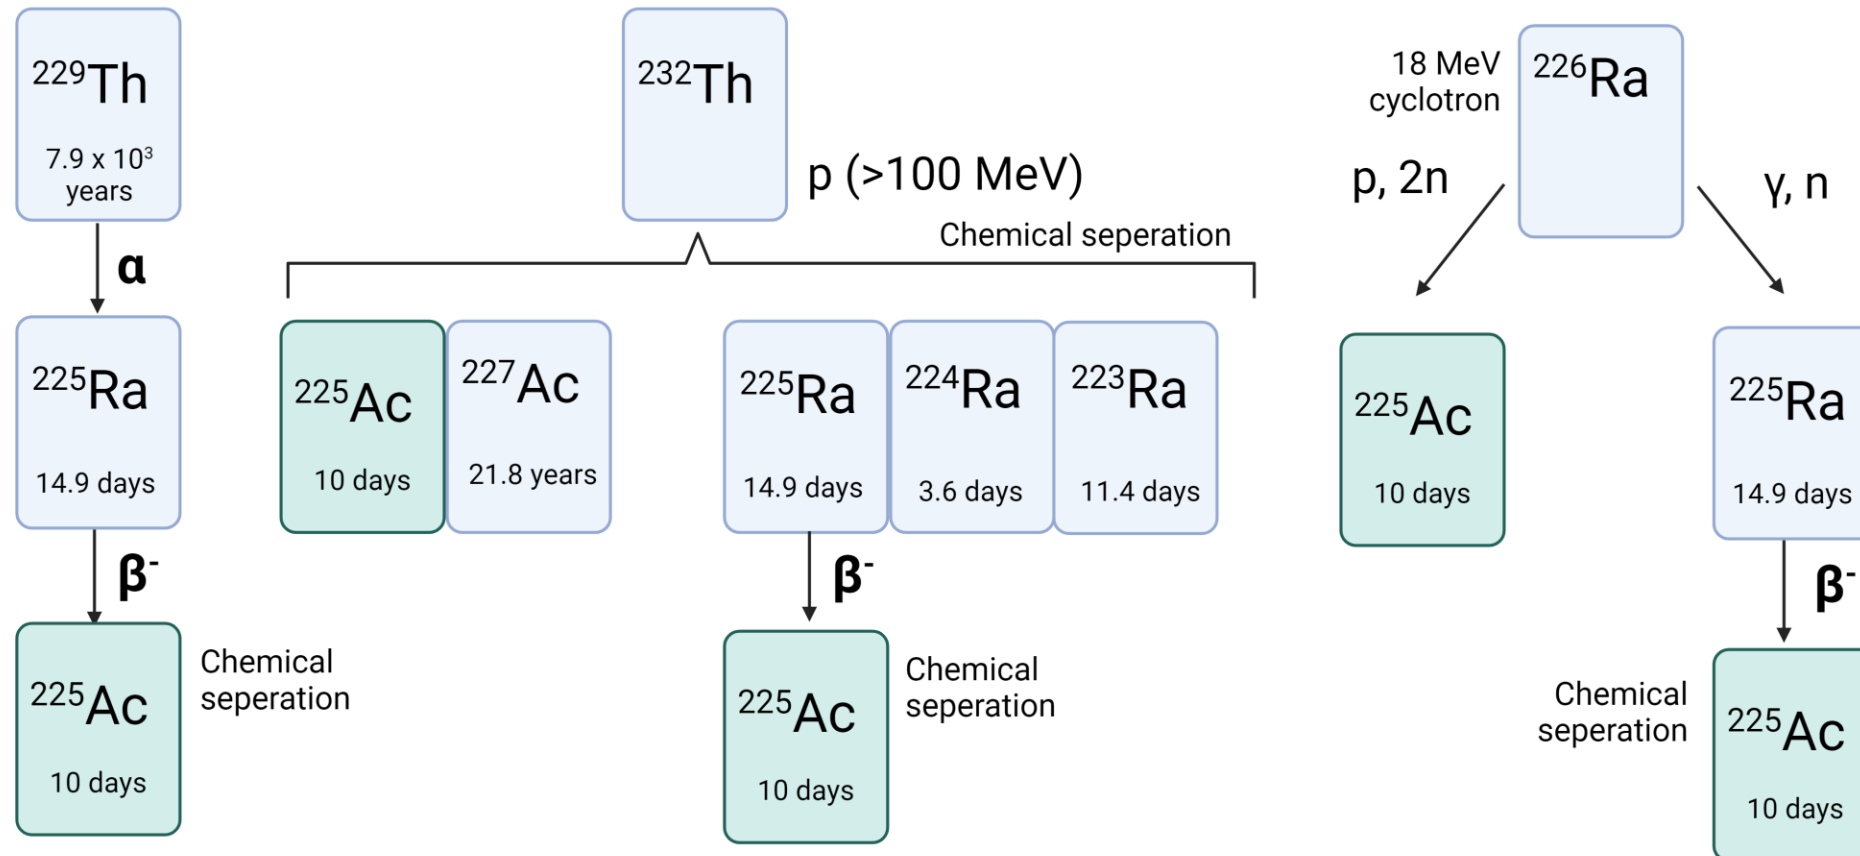 ²²⁹Th
7.9 x 10³
years
α
²²⁵Ra
14.9 days
β⁻
²²⁵Ac
10 days
Chemical
seperation
²³²Th
p (>100 MeV)
Chemical seperation
²²⁵Ac
10 days
²²⁷Ac
21.8 years
²²⁵Ra
14.9 days
²²⁴Ra
3.6 days
²²³Ra
11.4 days
β⁻
²²⁵Ac
10 days
Chemical
seperation
18 MeV
cyclotron
²²⁶Ra
p, 2n
γ, n
²²⁵Ac
10 days
²²⁵Ra
14.9 days
β⁻
Chemical
seperation
²²⁵Ac
10 days